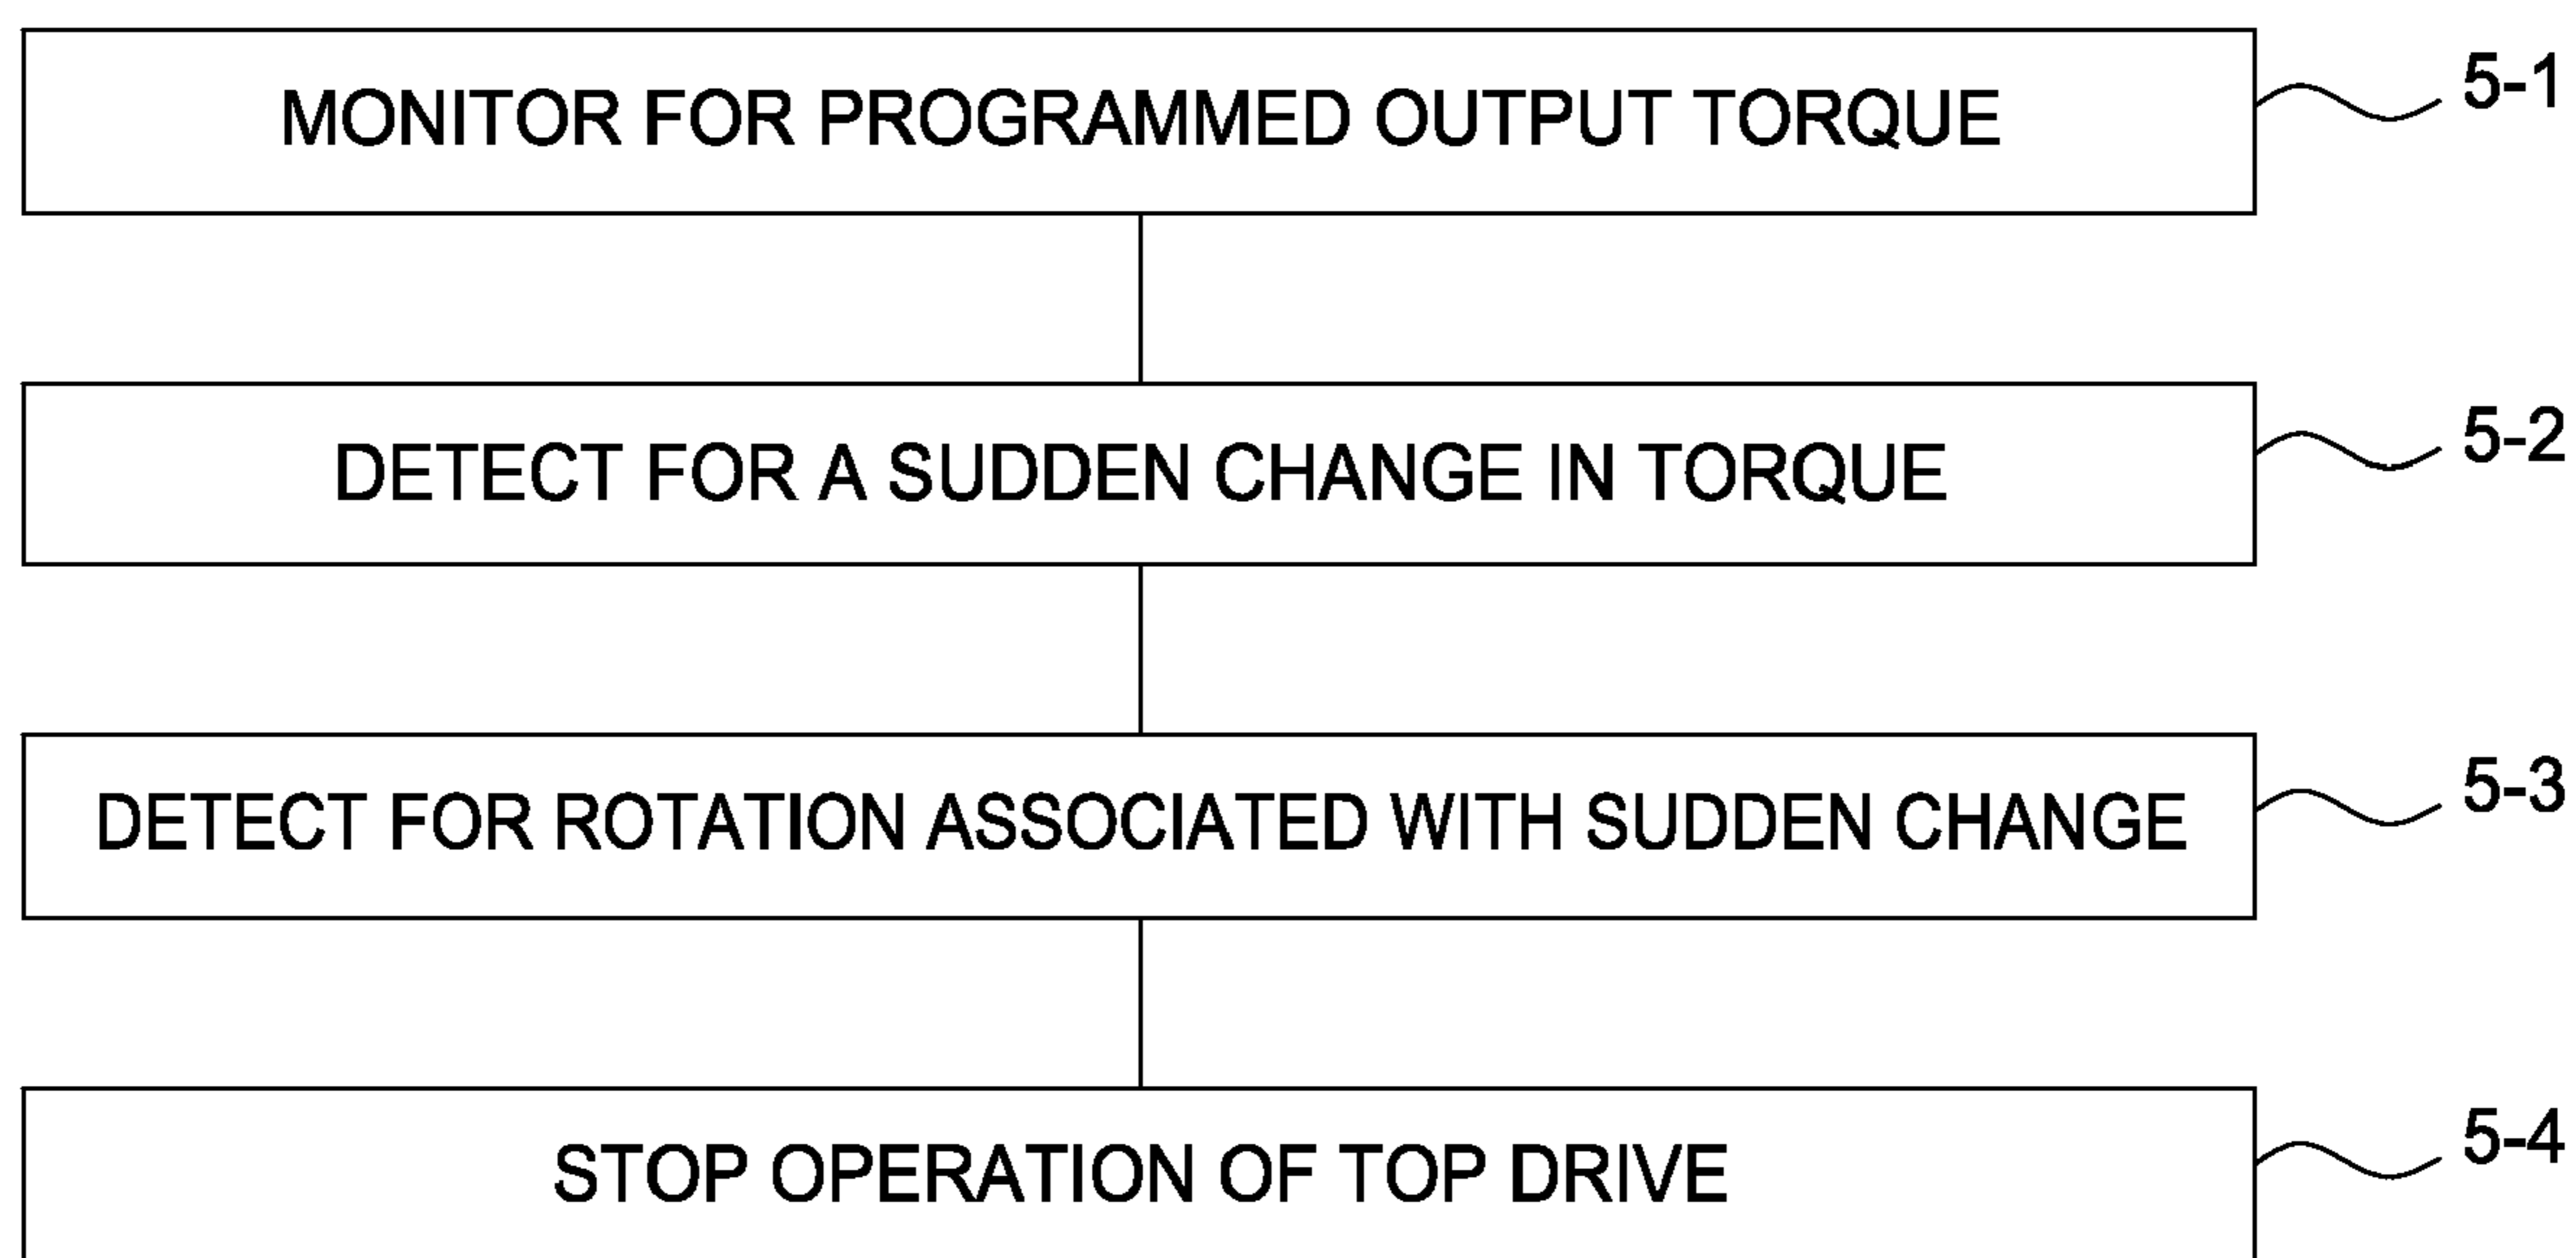 MONITOR FOR PROGRAMMED OUTPUT TORQUE 5-1
DETECT FOR A SUDDEN CHANGE IN TORQUE 5-2
DETECT FOR ROTATION ASSOCIATED WITH SUDDEN CHANGE 5-3
STOP OPERATION OF TOP DRIVE 5-4